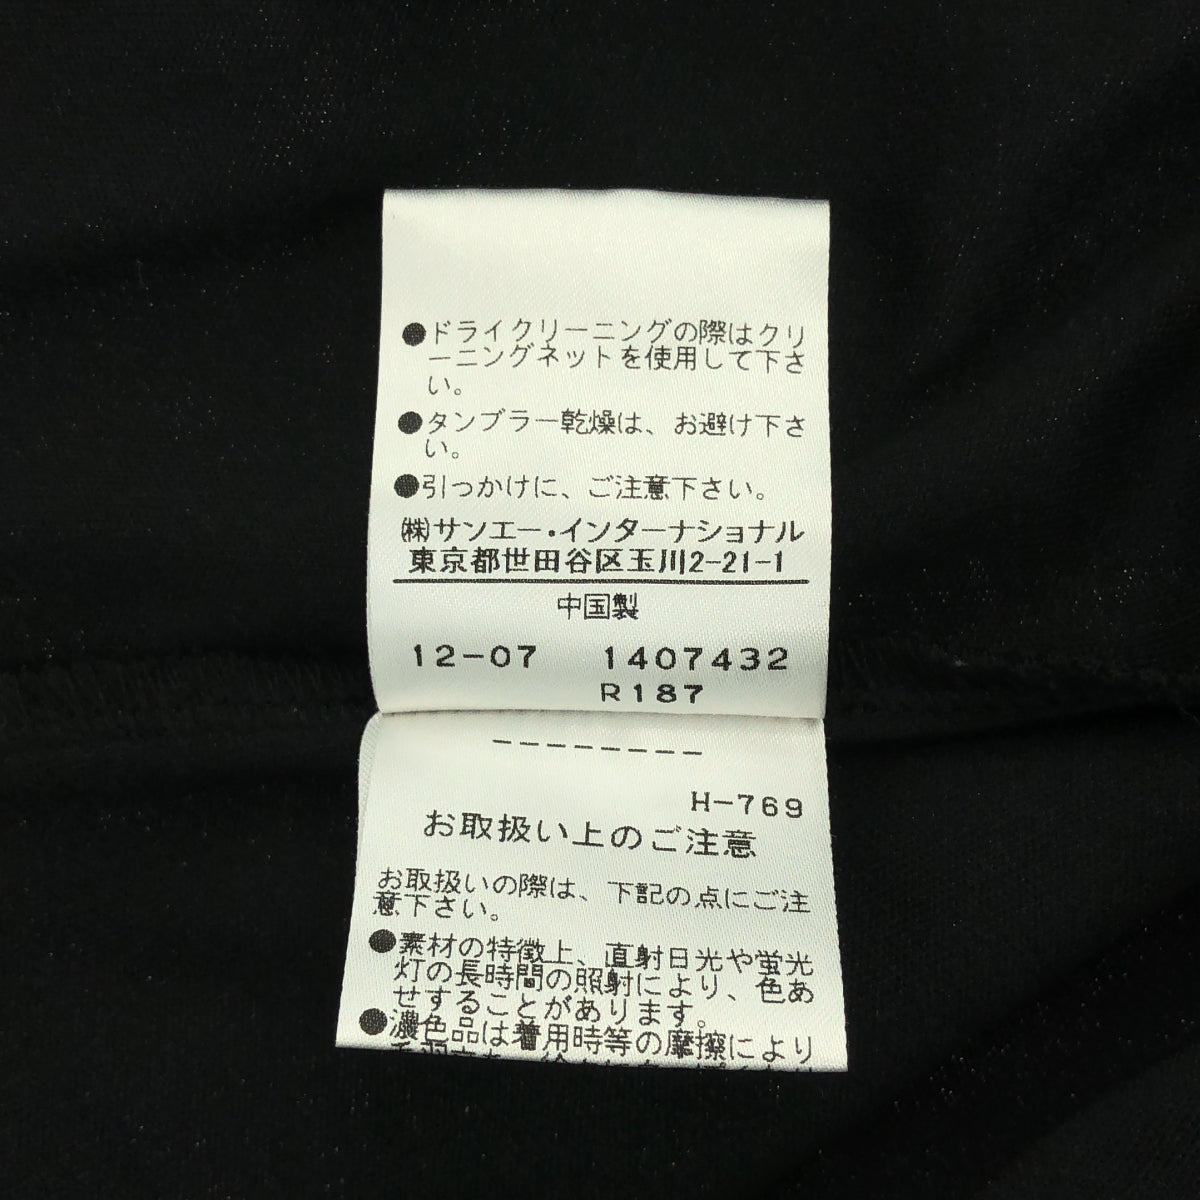 ●ドライクリーニングの際はクリ
ーニングネットを使用して下さ
い。
●タンブラー乾燥は、お避け下さ
い。
●引っかけに、ご注意下さい。
㈱サンエー・インターナショナル
東京都世田谷区玉川2-21-1
中国製
12-07 1407432
R187
--------
H-769
お取扱い上のご注意
お取扱いの際は、下記の点にご注
意下さい。
●素材の特徴上、直射日光や蛍光
灯の長時間の照射により、色あ
せすることがあります。
●濃色品は着用時等の摩擦により